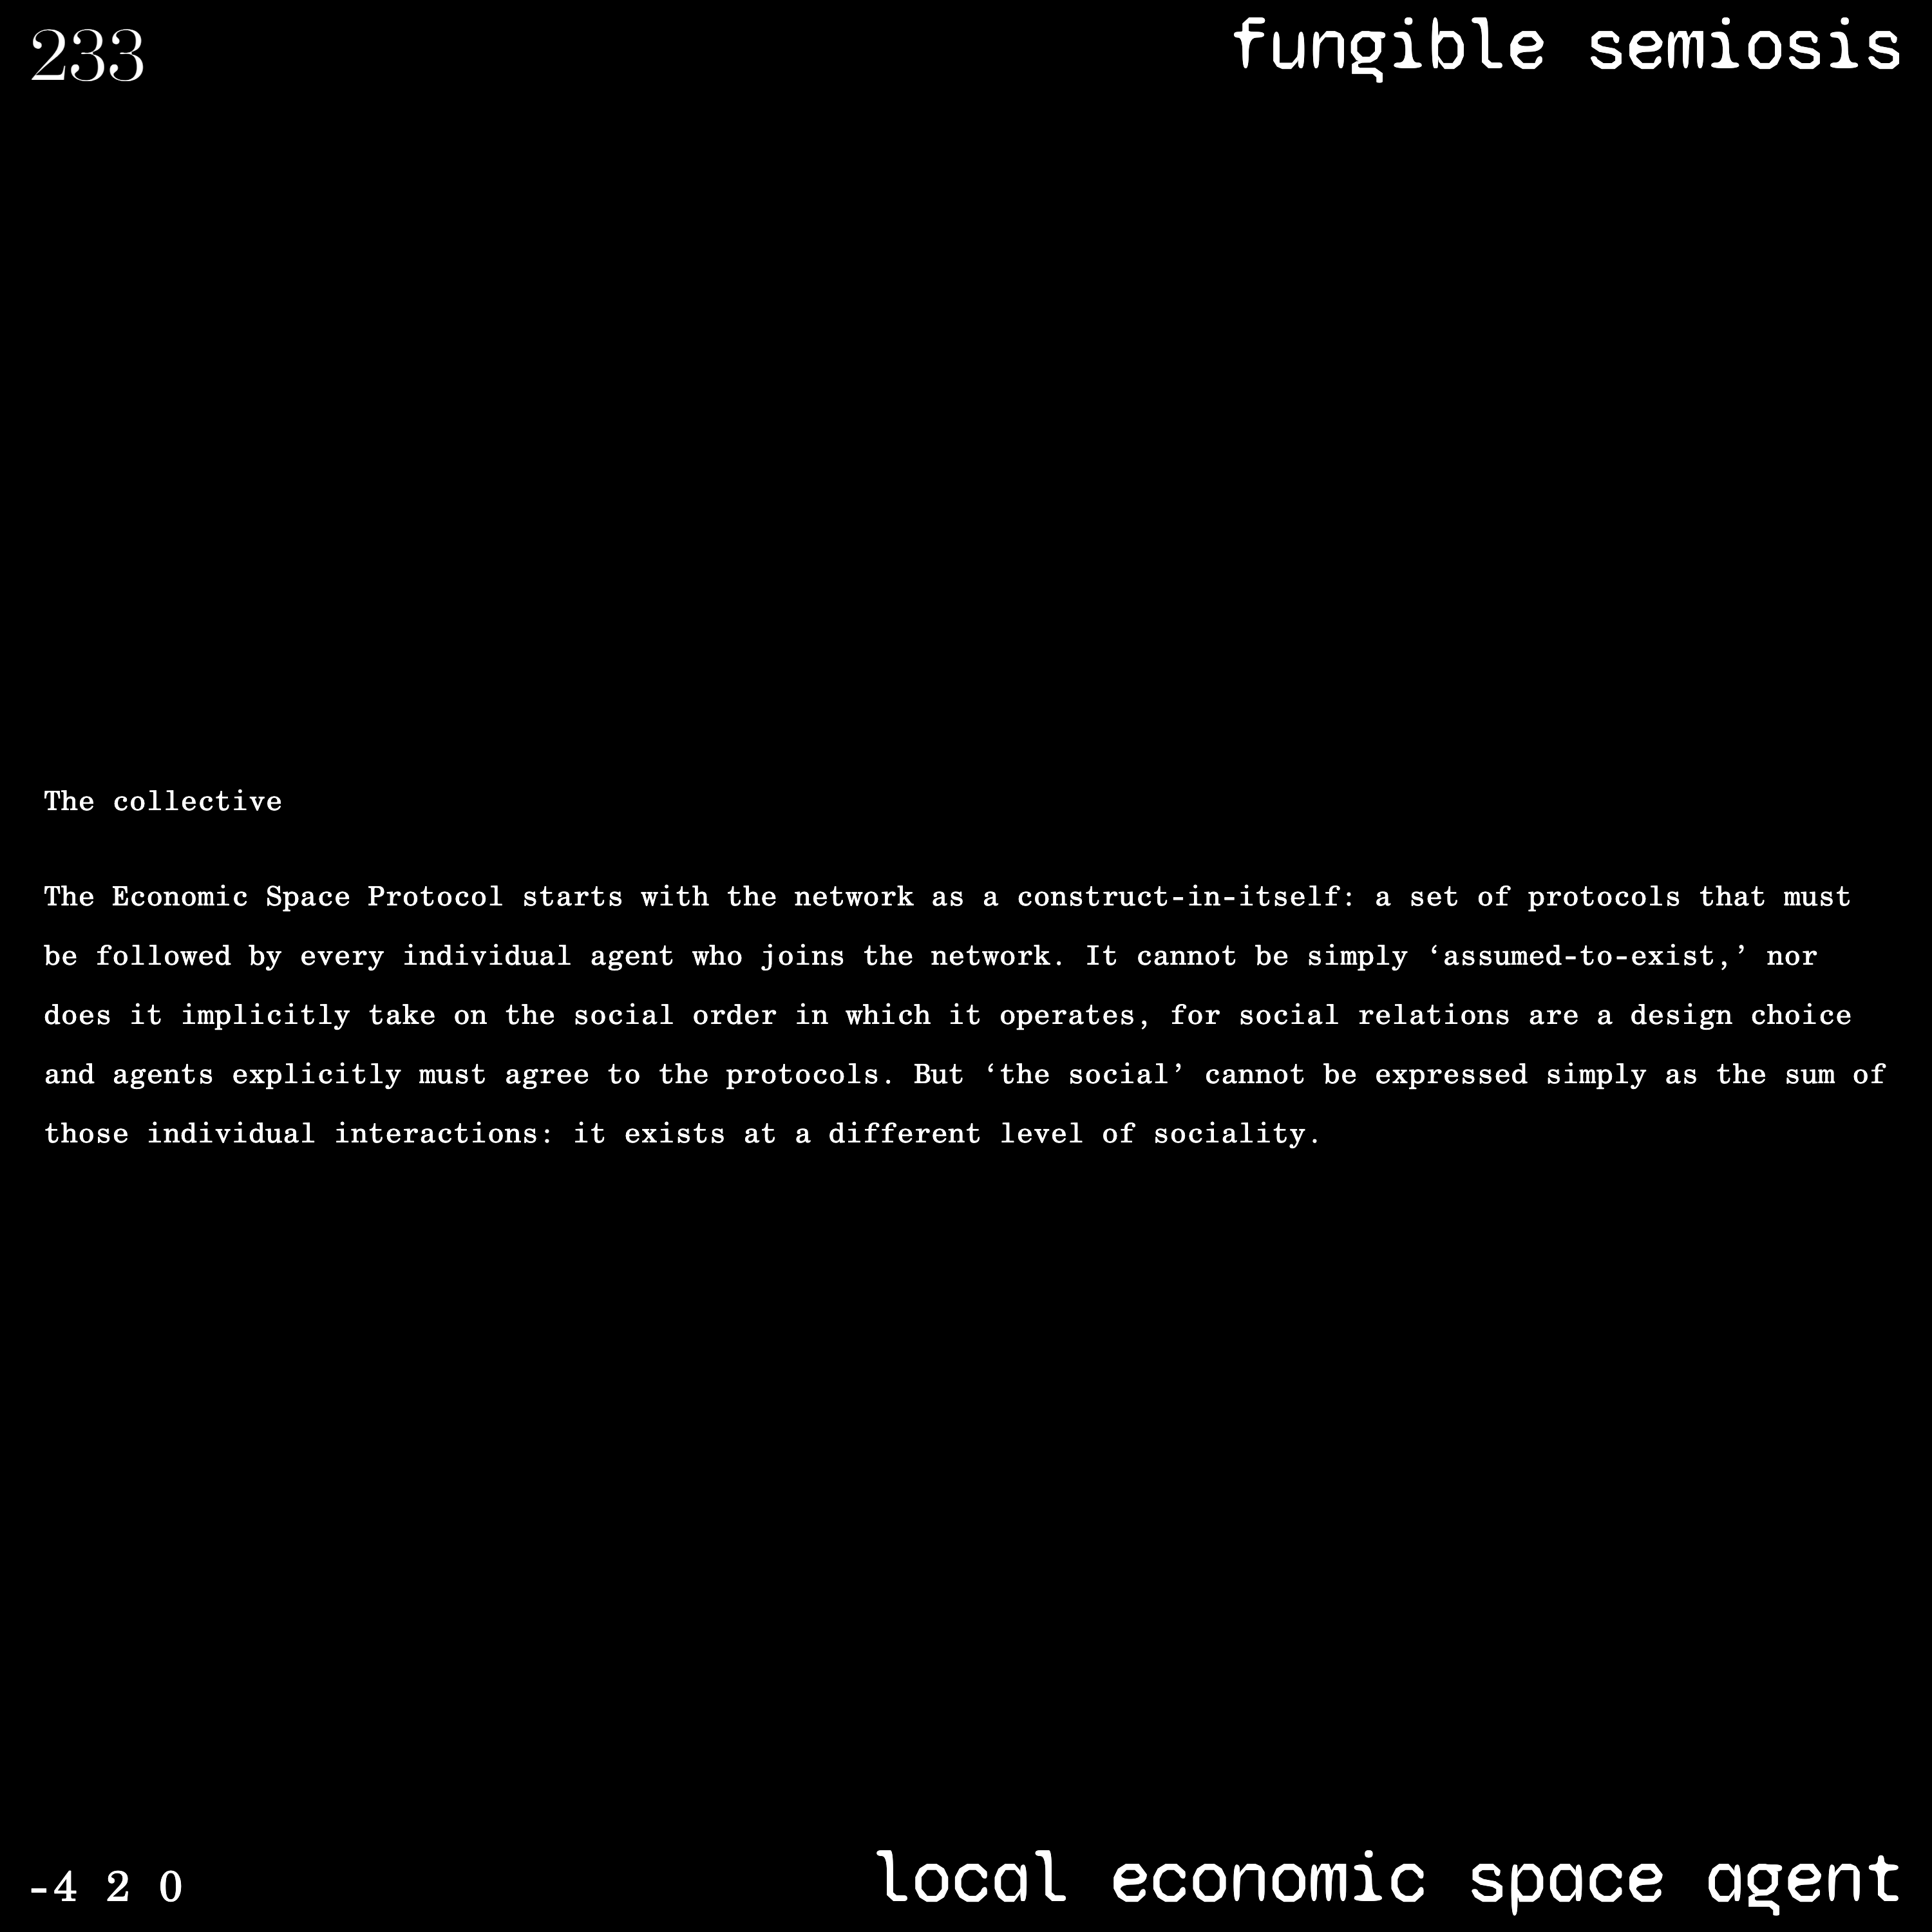 233
fungible semiosis
The collective
The Economic Space Protocol starts with the network as a construct-in-itself: a set of protocols that must
be followed by every individual agent who joins the network. It cannot be simply ‘assumed-to-exist,’ nor
does it implicitly take on the social order in which it operates, for social relations are a design choice
and agents explicitly must agree to the protocols. But ‘the social’ cannot be expressed simply as the sum of
those individual interactions: it exists at a different level of sociality.
-4 2 0
local economic space agent